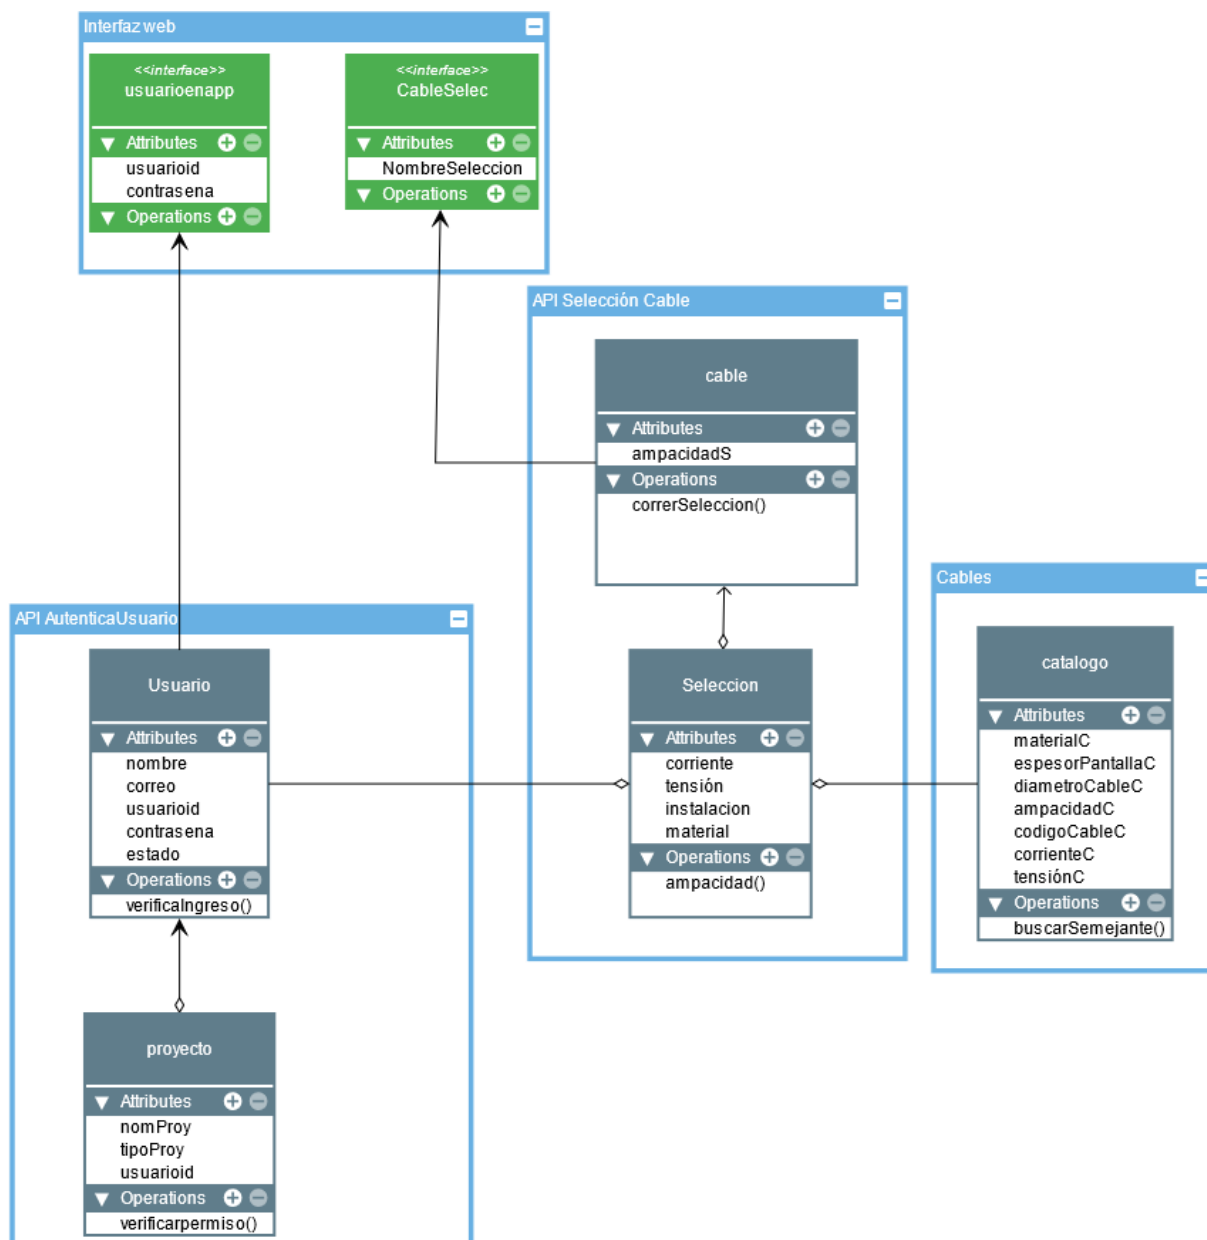 Interfaz web
<<interface>>
usuarioenapp
Attributes
usuarioid
contrasena
Operations
<<interface>>
CableSelec
Attributes
NombreSeleccion
Operations
API Selección Cable
cable
Attributes
ampacidadS
Operations
correrSeleccion()
Seleccion
Attributes
corriente
tensión
instalacion
material
Operations
ampacidad()
Cables
catalogo
Attributes
materialC
espesorPantallaC
diametroCableC
ampacidadC
codigoCableC
corrienteC
tensiónC
Operations
buscarSemejante()
API AutenticaUsuario
Usuario
Attributes
nombre
correo
usuarioid
contrasena
estado
Operations
verificaIngreso()
proyecto
Attributes
nomProy
tipoProy
usuarioid
Operations
verificarpermiso()